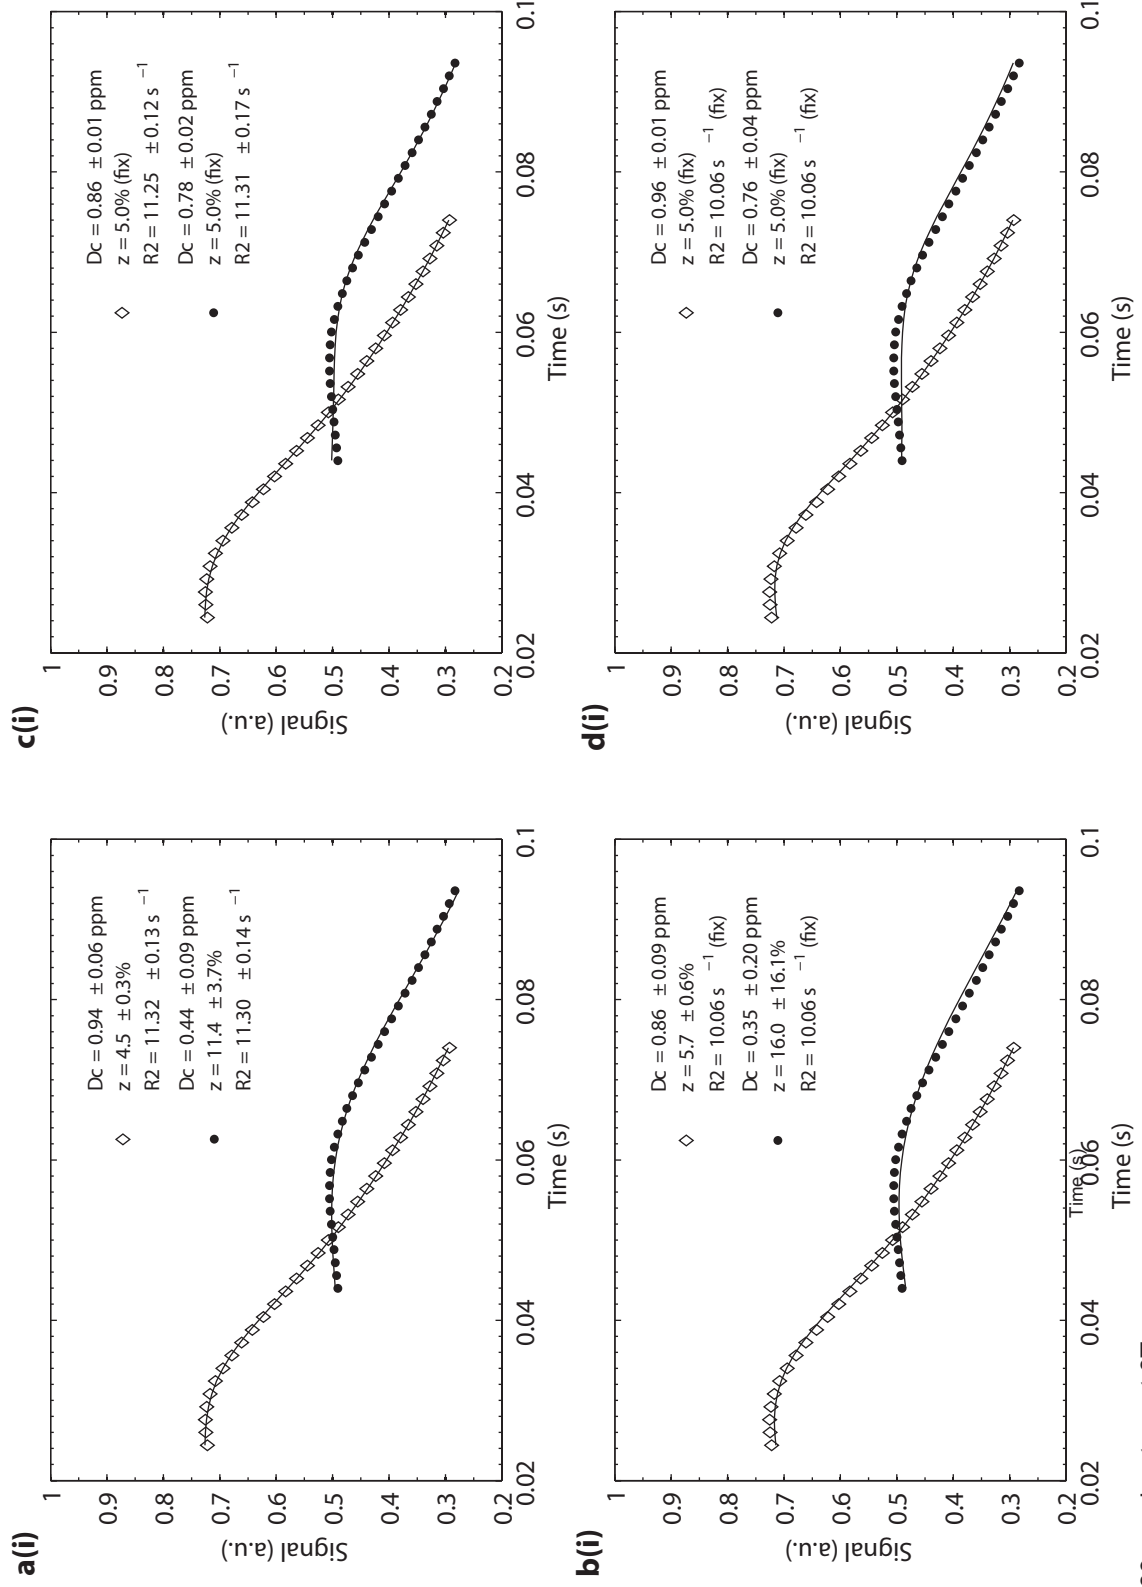 a(i)
1
0.9
0.8
0.7
0.6
0.5
0.4
0.3
0.2
Signal (a.u.)
0.02
0.04
0.06
0.08
0.1
Time (s)
Dc = 0.94 ± 0.06 ppm
z = 4.5 ± 0.3%
R2 = 11.32 ± 0.13 s −1
Dc = 0.44 ± 0.09 ppm
z = 11.4 ± 3.7%
R2 = 11.30 ± 0.14 s −1
c(i)
1
0.9
0.8
0.7
0.6
0.5
0.4
0.3
0.2
Signal (a.u.)
0.02
0.04
0.06
0.08
0.1
Time (s)
Dc = 0.86 ± 0.01 ppm
z = 5.0% (fix)
R2 = 11.25 ± 0.12 s −1
Dc = 0.78 ± 0.02 ppm
z = 5.0% (fix)
R2 = 11.31 ± 0.17 s −1
b(i)
1
0.9
0.8
0.7
0.6
0.5
0.4
0.3
0.2
Signal (a.u.)
0.02
0.04
0.06
0.08
0.1
Time (s)
Time (s)
Dc = 0.86 ± 0.09 ppm
z = 5.7 ± 0.6%
R2 = 10.06 s −1 (fix)
Dc = 0.35 ± 0.20 ppm
z = 16.0 ± 16.1%
R2 = 10.06 s −1 (fix)
d(i)
1
0.9
0.8
0.7
0.6
0.5
0.4
0.3
0.2
Signal (a.u.)
0.02
0.04
0.06
0.08
0.1
Time (s)
Dc = 0.96 ± 0.01 ppm
z = 5.0% (fix)
R2 = 10.06 s −1 (fix)
Dc = 0.76 ± 0.04 ppm
z = 5.0% (fix)
R2 = 10.06 s −1 (fix)